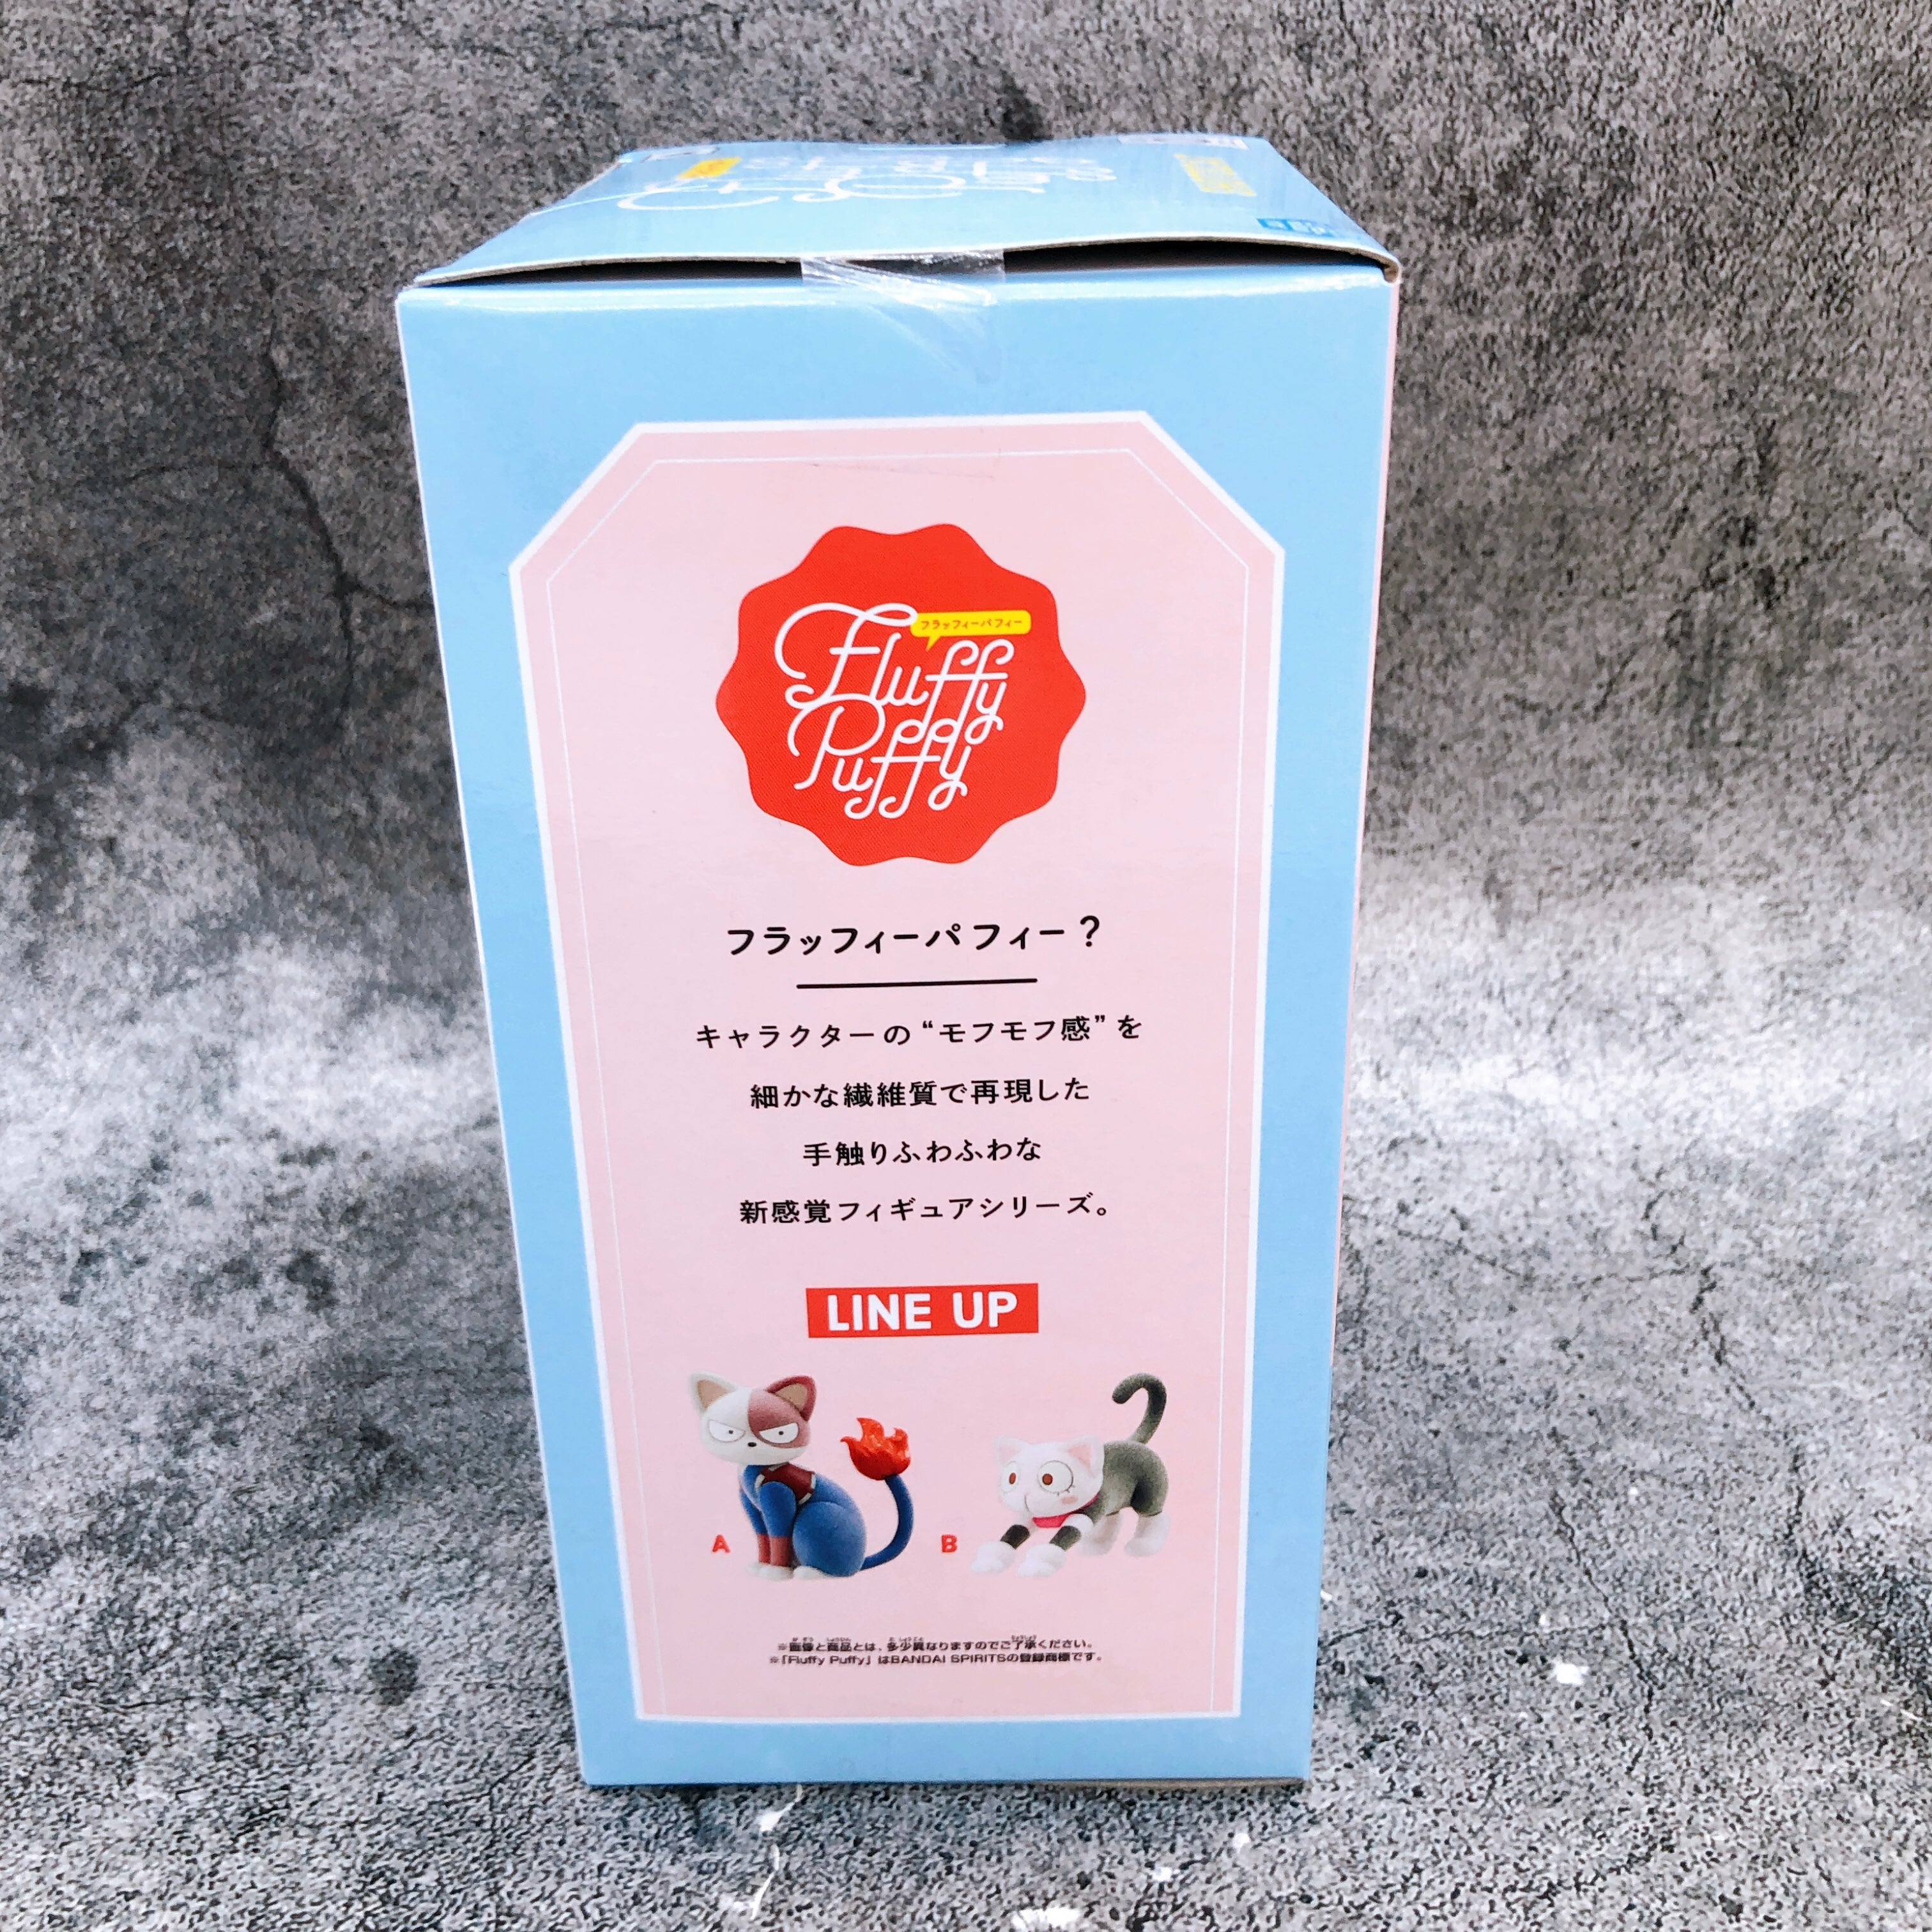 フラッフィーパフィー
Fluffy
Puffy
フラッフィーパフィー?
キャラクターの“モフモフ感”を
細かな繊維質で再現した
手触りふわふわな
新感覚フィギュアシリーズ。
LINE UP
A
B
※画像と商品とは、多少異なりますのでご了承ください。
※「Fluffy Puffy」はBANDAI SPIRITSの登録商標です。